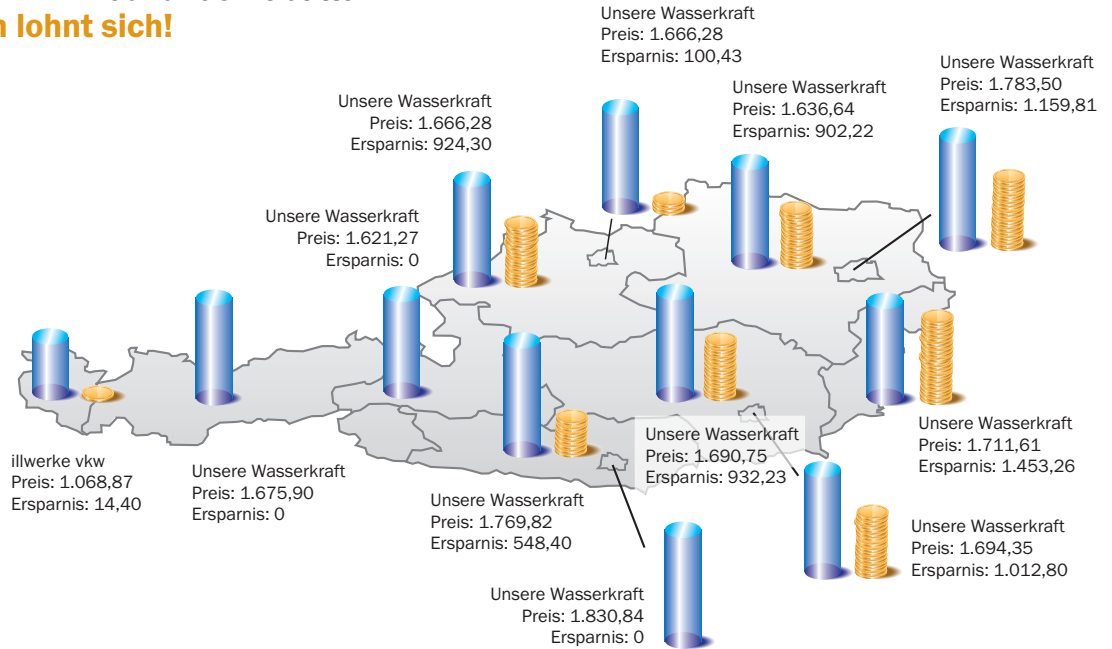 n lohnt sich!
Unsere Wasserkraft
Preis: 1.666,28
Ersparnis: 100,43
Unsere Wasserkraft
Preis: 1.783,50
Ersparnis: 1.159,81
Unsere Wasserkraft
Preis: 1.636,64
Ersparnis: 902,22
Unsere Wasserkraft
Preis: 1.666,28
Ersparnis: 924,30
Unsere Wasserkraft
Preis: 1.621,27
Ersparnis: 0
Unsere Wasserkraft
Preis: 1.711,61
Ersparnis: 1.453,26
Unsere Wasserkraft
Preis: 1.690,75
Ersparnis: 932,23
illwerke vkw
Preis: 1.068,87
Ersparnis: 14,40
Unsere Wasserkraft
Preis: 1.675,90
Ersparnis: 0
Unsere Wasserkraft
Preis: 1.769,82
Ersparnis: 548,40
Unsere Wasserkraft
Preis: 1.694,35
Ersparnis: 1.012,80
Unsere Wasserkraft
Preis: 1.830,84
Ersparnis: 0